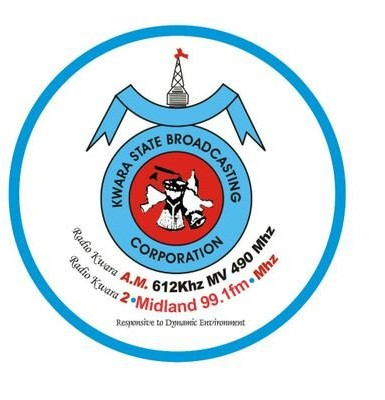 KWARA STATE BROADCASTING
CORPORATION
Radio Kwara A.M. 612Khz MV 490 Mhz
Radio Kwara 2•Midland 99.1fm•Mhz
Responsive to Dynamic Environment